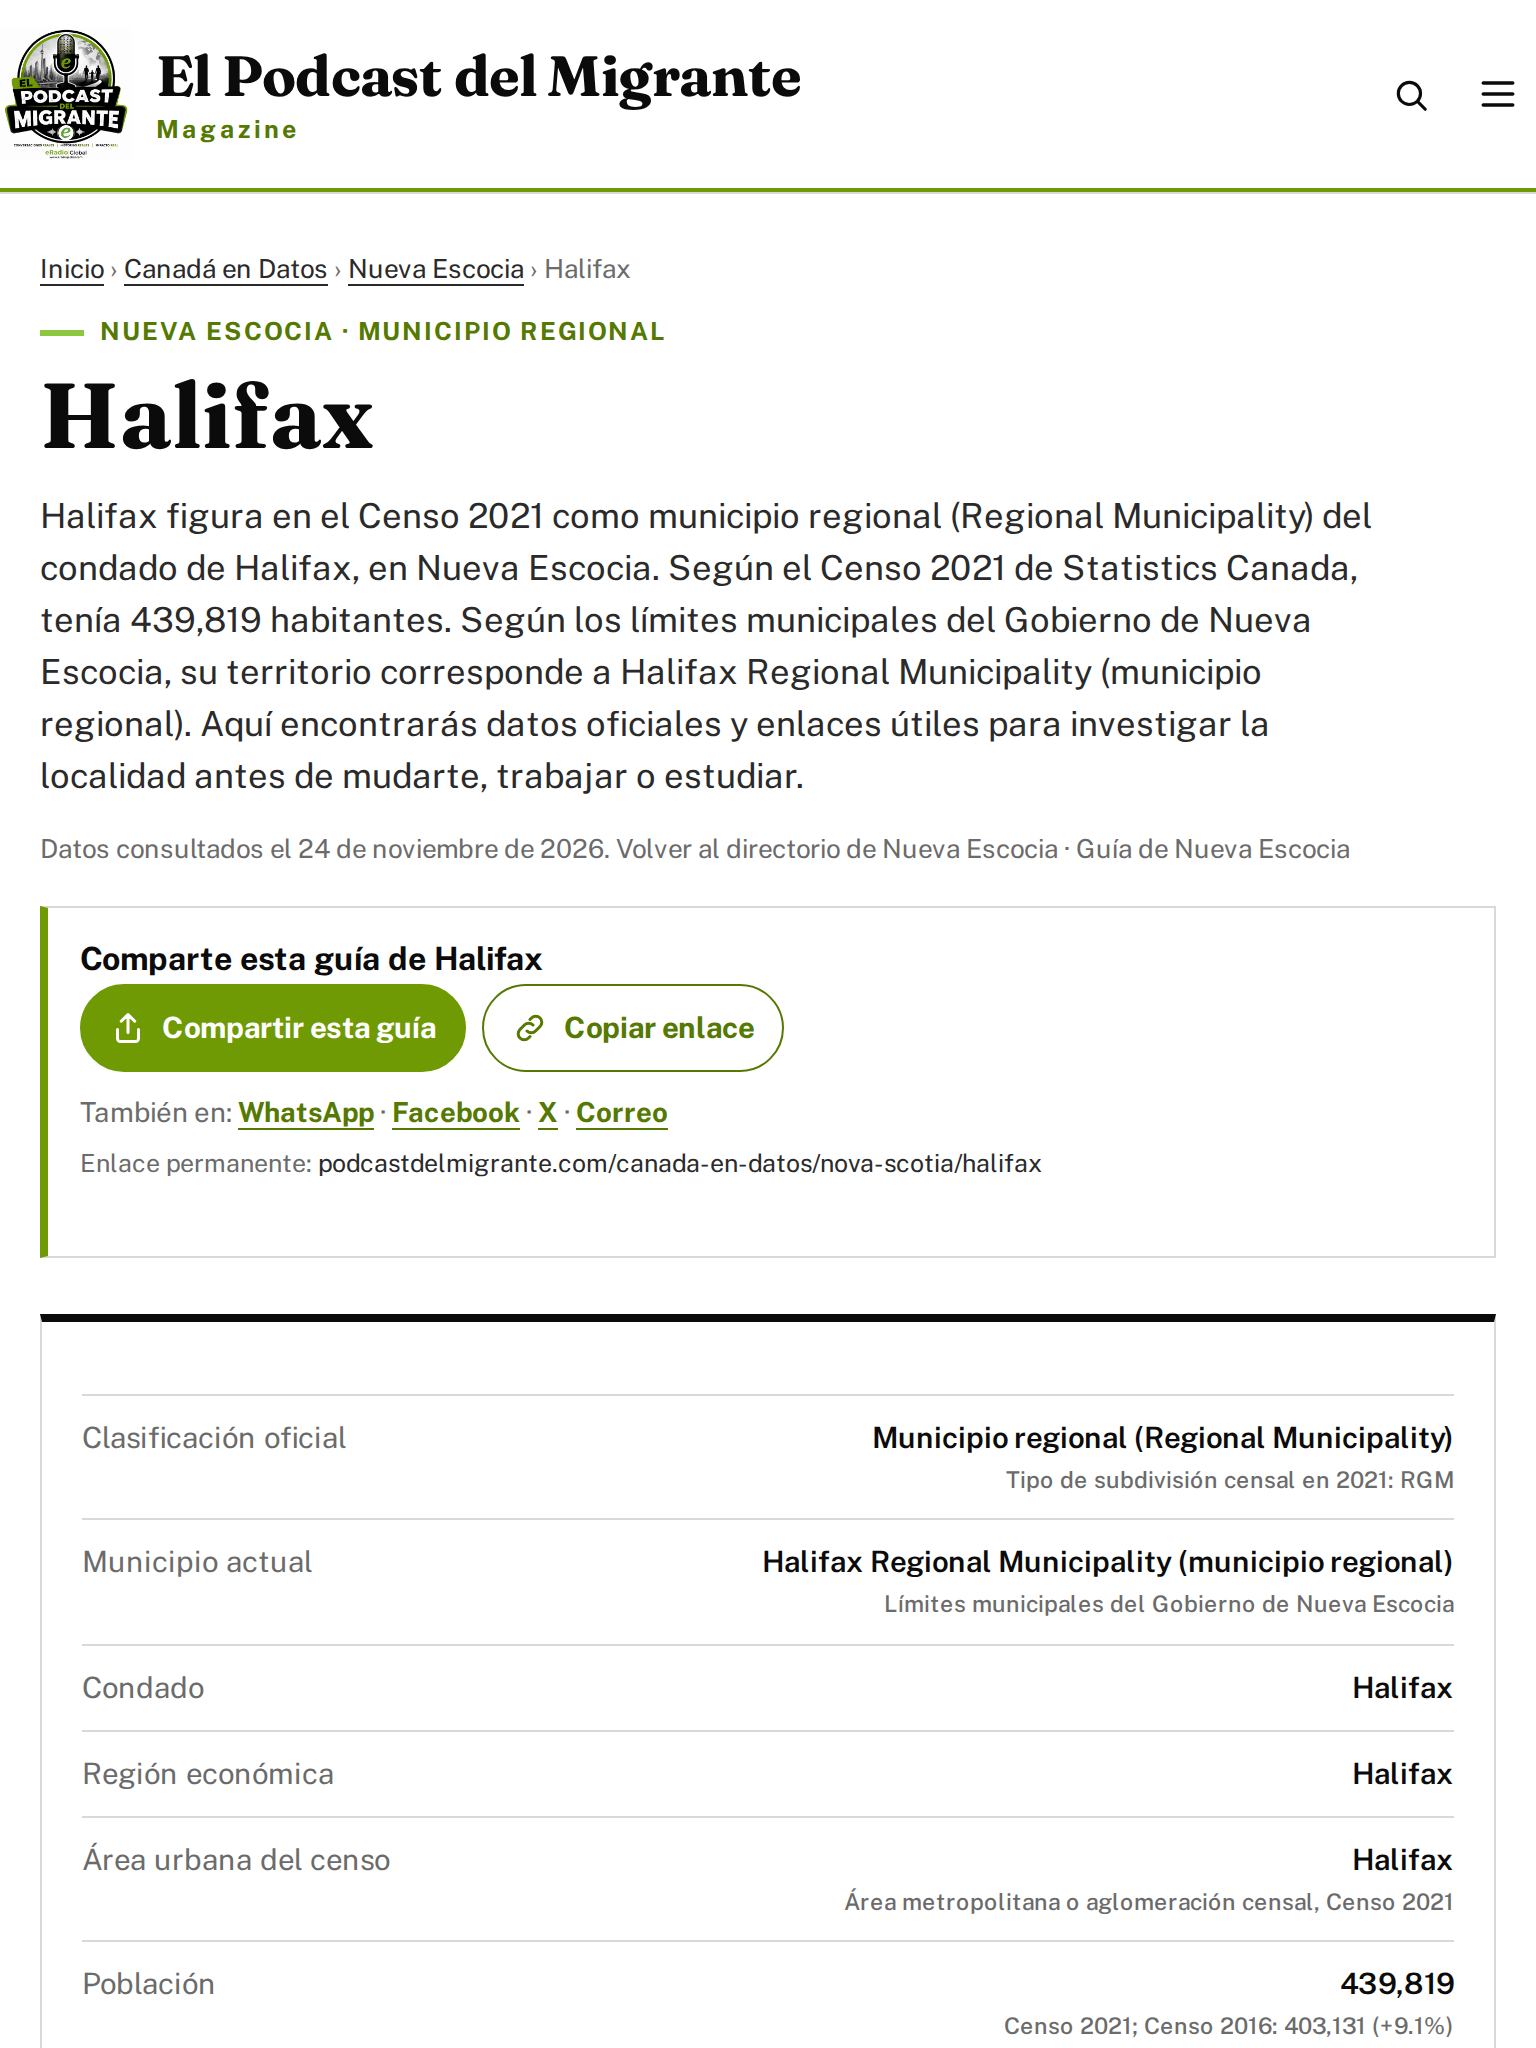 EL
PODCAST
DEL
MIGRANTE
eRadio Global
El Podcast del Migrante
Magazine
Inicio › Canadá en Datos › Nueva Escocia › Halifax
NUEVA ESCOCIA · MUNICIPIO REGIONAL
Halifax
Halifax figura en el Censo 2021 como municipio regional (Regional Municipality) del
condado de Halifax, en Nueva Escocia. Según el Censo 2021 de Statistics Canada,
tenía 439,819 habitantes. Según los límites municipales del Gobierno de Nueva
Escocia, su territorio corresponde a Halifax Regional Municipality (municipio
regional). Aquí encontrarás datos oficiales y enlaces útiles para investigar la
localidad antes de mudarte, trabajar o estudiar.
Datos consultados el 24 de noviembre de 2026. Volver al directorio de Nueva Escocia · Guía de Nueva Escocia
Comparte esta guía de Halifax
Compartir esta guía
Copiar enlace
También en: WhatsApp · Facebook · X · Correo
Enlace permanente: podcastdelmigrante.com/canada-en-datos/nova-scotia/halifax
Clasificación oficial
Municipio regional (Regional Municipality)
Tipo de subdivisión censal en 2021: RGM
Municipio actual
Halifax Regional Municipality (municipio regional)
Límites municipales del Gobierno de Nueva Escocia
Condado
Halifax
Región económica
Halifax
Área urbana del censo
Halifax
Área metropolitana o aglomeración censal, Censo 2021
Población
439,819
Censo 2021; Censo 2016: 403,131 (+9.1%)